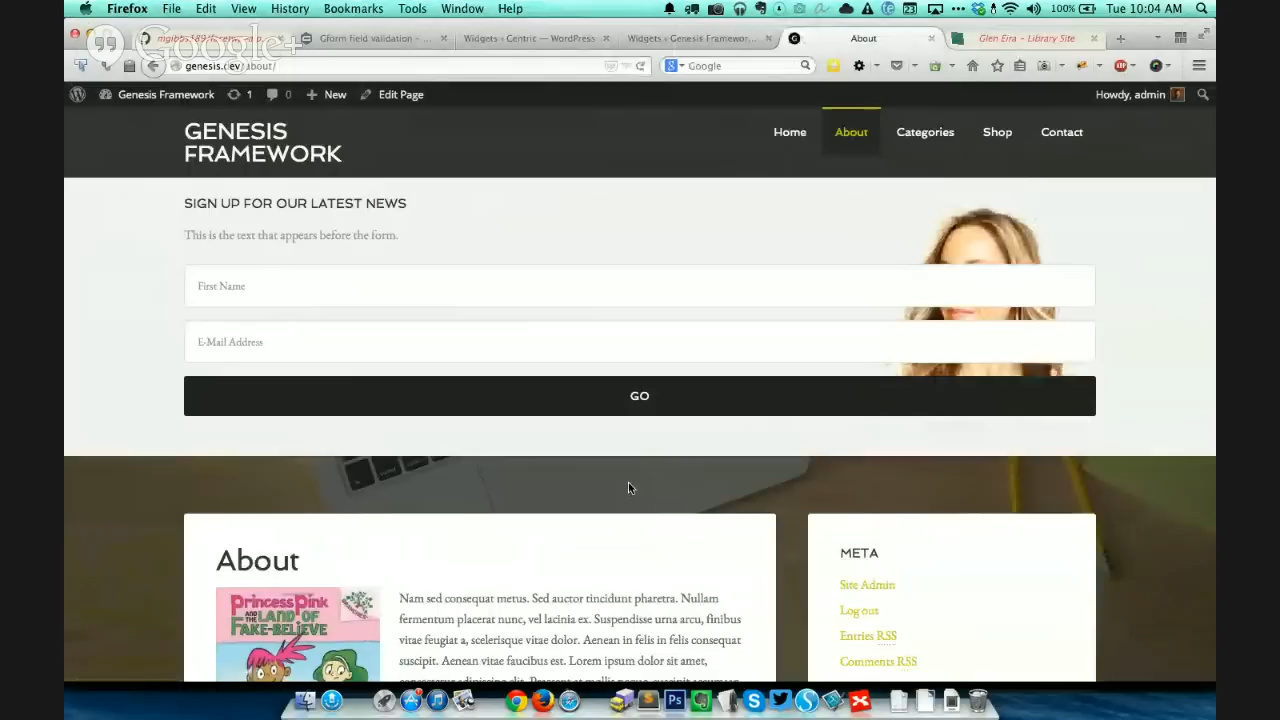 Firefox File Edit View History Bookmarks Tools Window Help 100% Tue 10:04 AM
Google+
Gform field validation – ... Widgets ‹ Centric — WordPress Widgets ‹ Genesis Framewor... About Glen Eira - Library Site
genesis.dev/about/ Google
Genesis Framework 1 0 New Edit Page Howdy, admin
GENESIS
FRAMEWORK
Home About Categories Shop Contact
SIGN UP FOR OUR LATEST NEWS
This is the text that appears before the form.
First Name
E-Mail Address
GO
About
META
Site Admin
Log out
Entries RSS
Comments RSS
Princess Pink
AND THE LAND OF
FAKE-BELIEVE
Nam sed consequat metus. Sed auctor tincidunt pharetra. Nullam
fermentum placerat nunc, vel lacinia ex. Suspendisse urna arcu, finibus
vitae feugiat a, scelerisque vitae dolor. Aenean in felis in felis consequat
suscipit. Aenean vitae faucibus est. Lorem ipsum dolor sit amet,